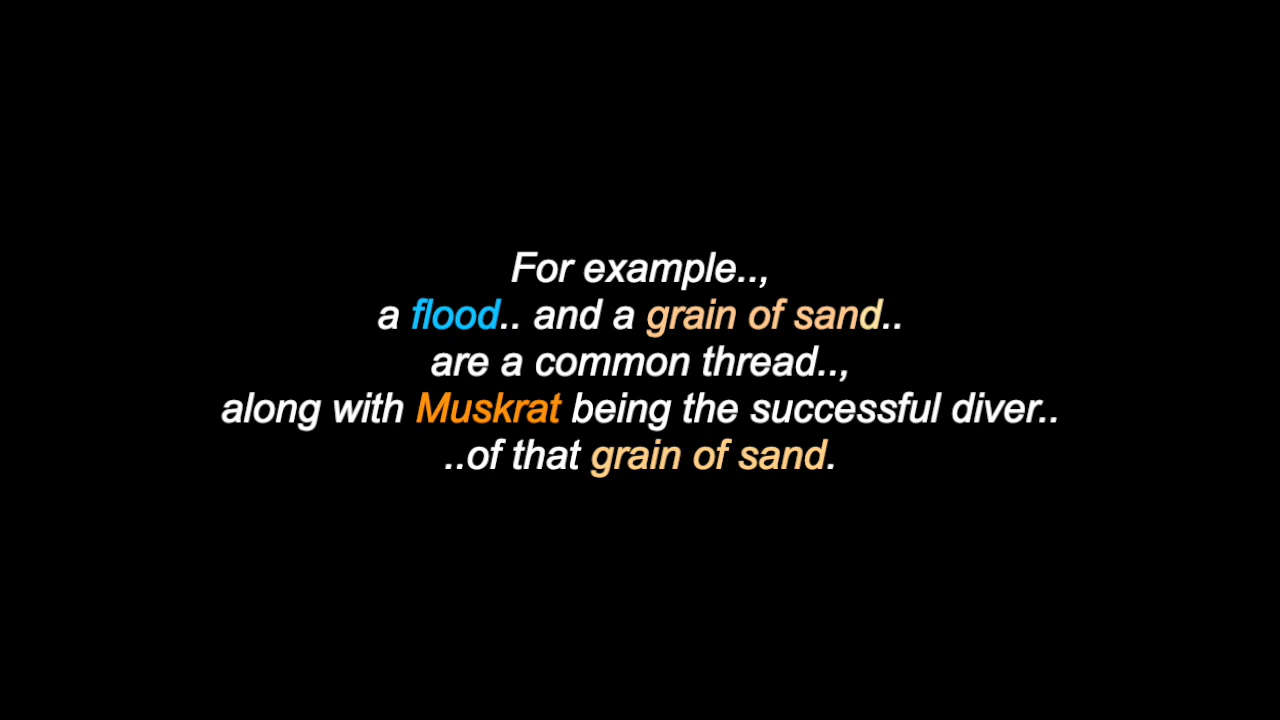 For example..,
a flood.. and a grain of sand..
are a common thread..,
along with Muskrat being the successful diver..
..of that grain of sand.